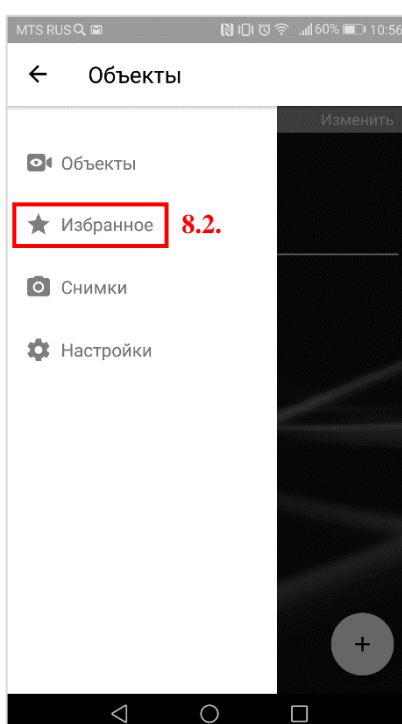 MTS RUS 60% 10:56
Объекты
Изменить
Объекты
Избранное 8.2.
Снимки
Настройки
+